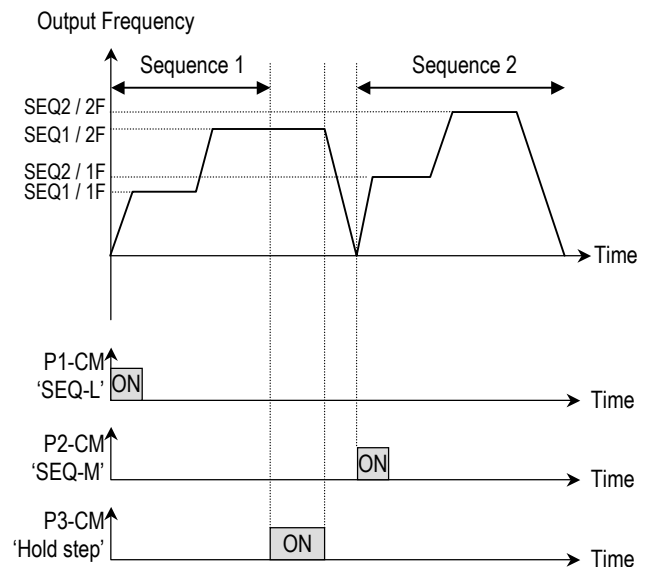 Output Frequency
Sequence 1
Sequence 2
SEQ2 / 2F
SEQ1 / 2F
SEQ2 / 1F
SEQ1 / 1F
Time
P1-CM
'SEQ-L'
ON
Time
P2-CM
'SEQ-M'
ON
Time
P3-CM
'Hold step'
ON
Time